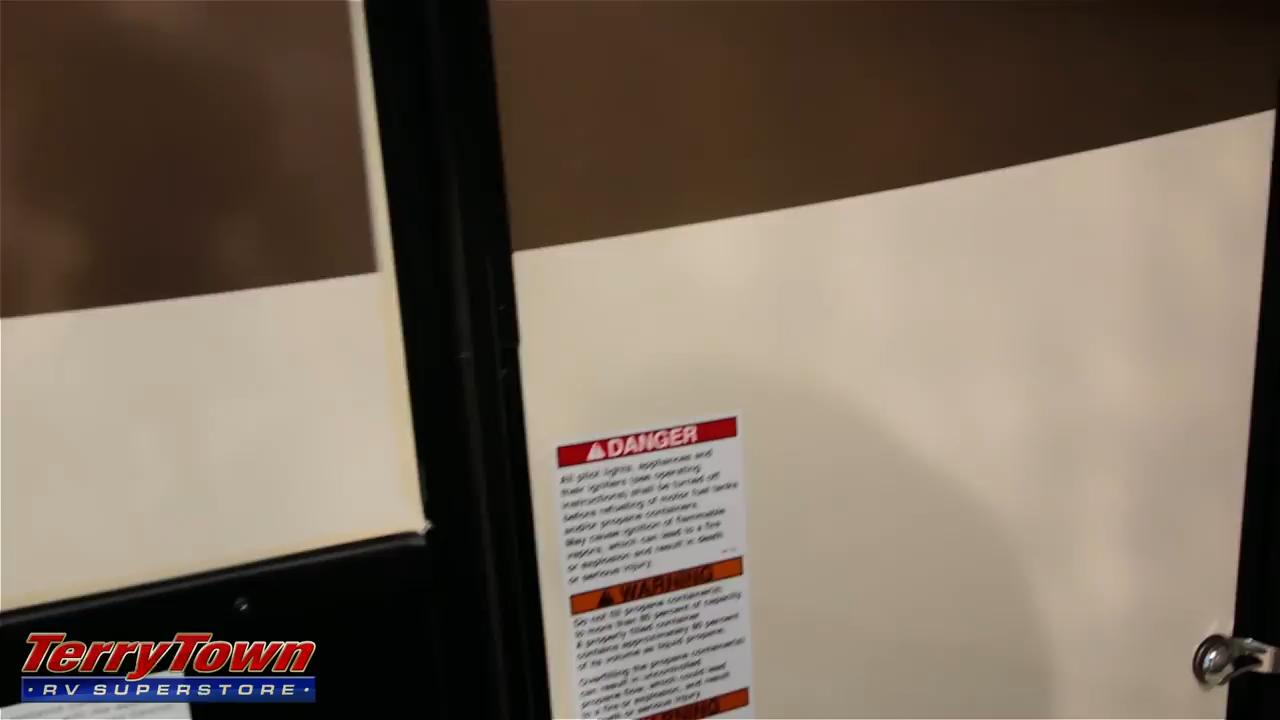 DANGER
All pilot lights, appliances and
their igniters (see operating
instructions) shall be turned off
before refueling of motor fuel tanks
and/or propane containers.
May cause ignition of flammable
vapors, which can lead to a fire
or explosion and result in death
or serious injury.
WARNING
Do not fill propane container(s)
to more than 80 percent of capacity.
A properly filled container
contains approximately 80 percent
of its volume as liquid propane.
Overfilling the propane container(s)
can result in uncontrolled
propane flow, which could lead
to a fire or explosion, and result
in death or serious injury.
WARNING
TerryTown
· RV SUPERSTORE ·